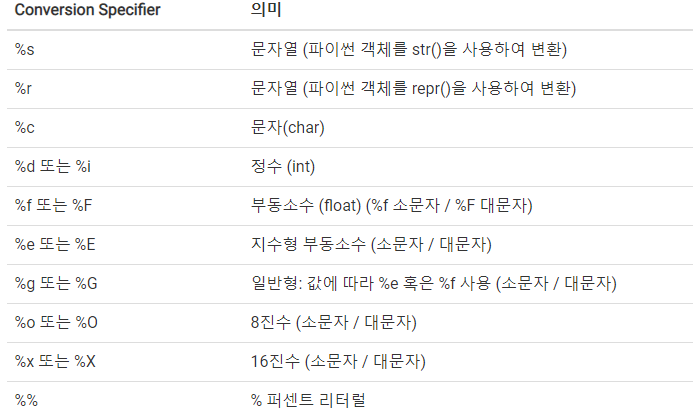 Conversion Specifier 의미
%s 문자열 (파이썬 객체를 str()을 사용하여 변환)
%r 문자열 (파이썬 객체를 repr()을 사용하여 변환)
%c 문자(char)
%d 또는 %i 정수 (int)
%f 또는 %F 부동소수 (float) (%f 소문자 / %F 대문자)
%e 또는 %E 지수형 부동소수 (소문자 / 대문자)
%g 또는 %G 일반형: 값에 따라 %e 혹은 %f 사용 (소문자 / 대문자)
%o 또는 %O 8진수 (소문자 / 대문자)
%x 또는 %X 16진수 (소문자 / 대문자)
%% % 퍼센트 리터럴